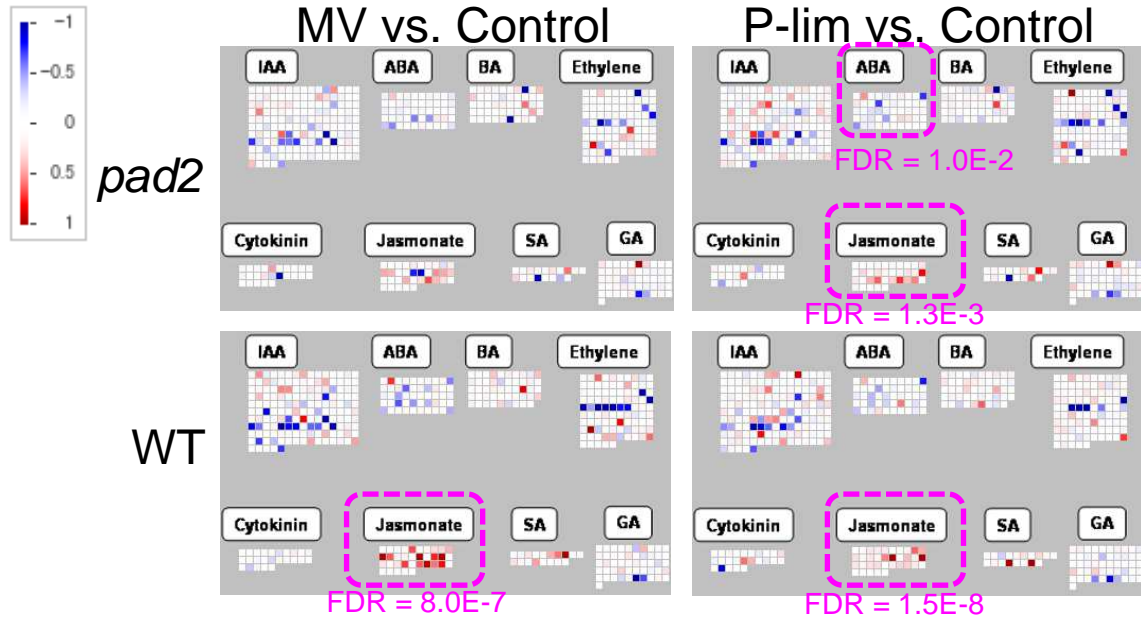 MV vs. Control
P-lim vs. Control
-1
-0.5
0
0.5
1
pad2
IAA
ABA
BA
Ethylene
Cytokinin
Jasmonate
SA
GA
IAA
ABA
BA
Ethylene
FDR = 1.0E-2
Cytokinin
Jasmonate
SA
GA
FDR = 1.3E-3
WT
IAA
ABA
BA
Ethylene
Cytokinin
Jasmonate
SA
GA
FDR = 8.0E-7
IAA
ABA
BA
Ethylene
Cytokinin
Jasmonate
SA
GA
FDR = 1.5E-8